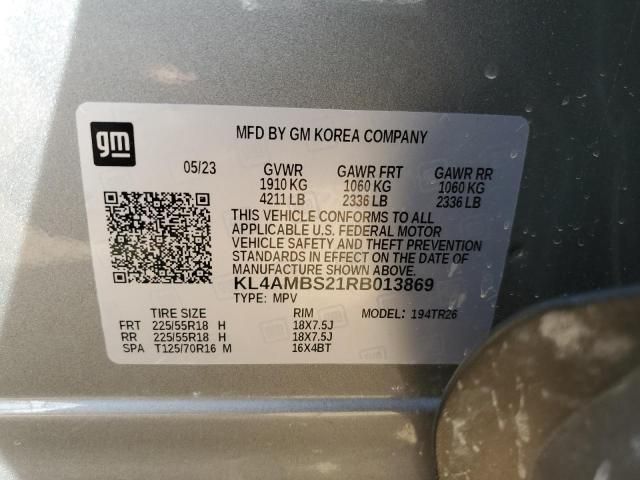 gm
MFD BY GM KOREA COMPANY
05/23 GVWR GAWR FRT GAWR RR
1910 KG 1060 KG 1060 KG
4211 LB 2336 LB 2336 LB
THIS VEHICLE CONFORMS TO ALL
APPLICABLE U.S. FEDERAL MOTOR
VEHICLE SAFETY AND THEFT PREVENTION
STANDARDS IN EFFECT ON THE DATE OF
MANUFACTURE SHOWN ABOVE.
KL4AMBS21RB013869
TYPE: MPV
TIRE SIZE RIM MODEL: 194TR26
FRT 225/55R18 H 18X7.5J
RR 225/55R18 H 18X7.5J
SPA T125/70R16 M 16X4BT